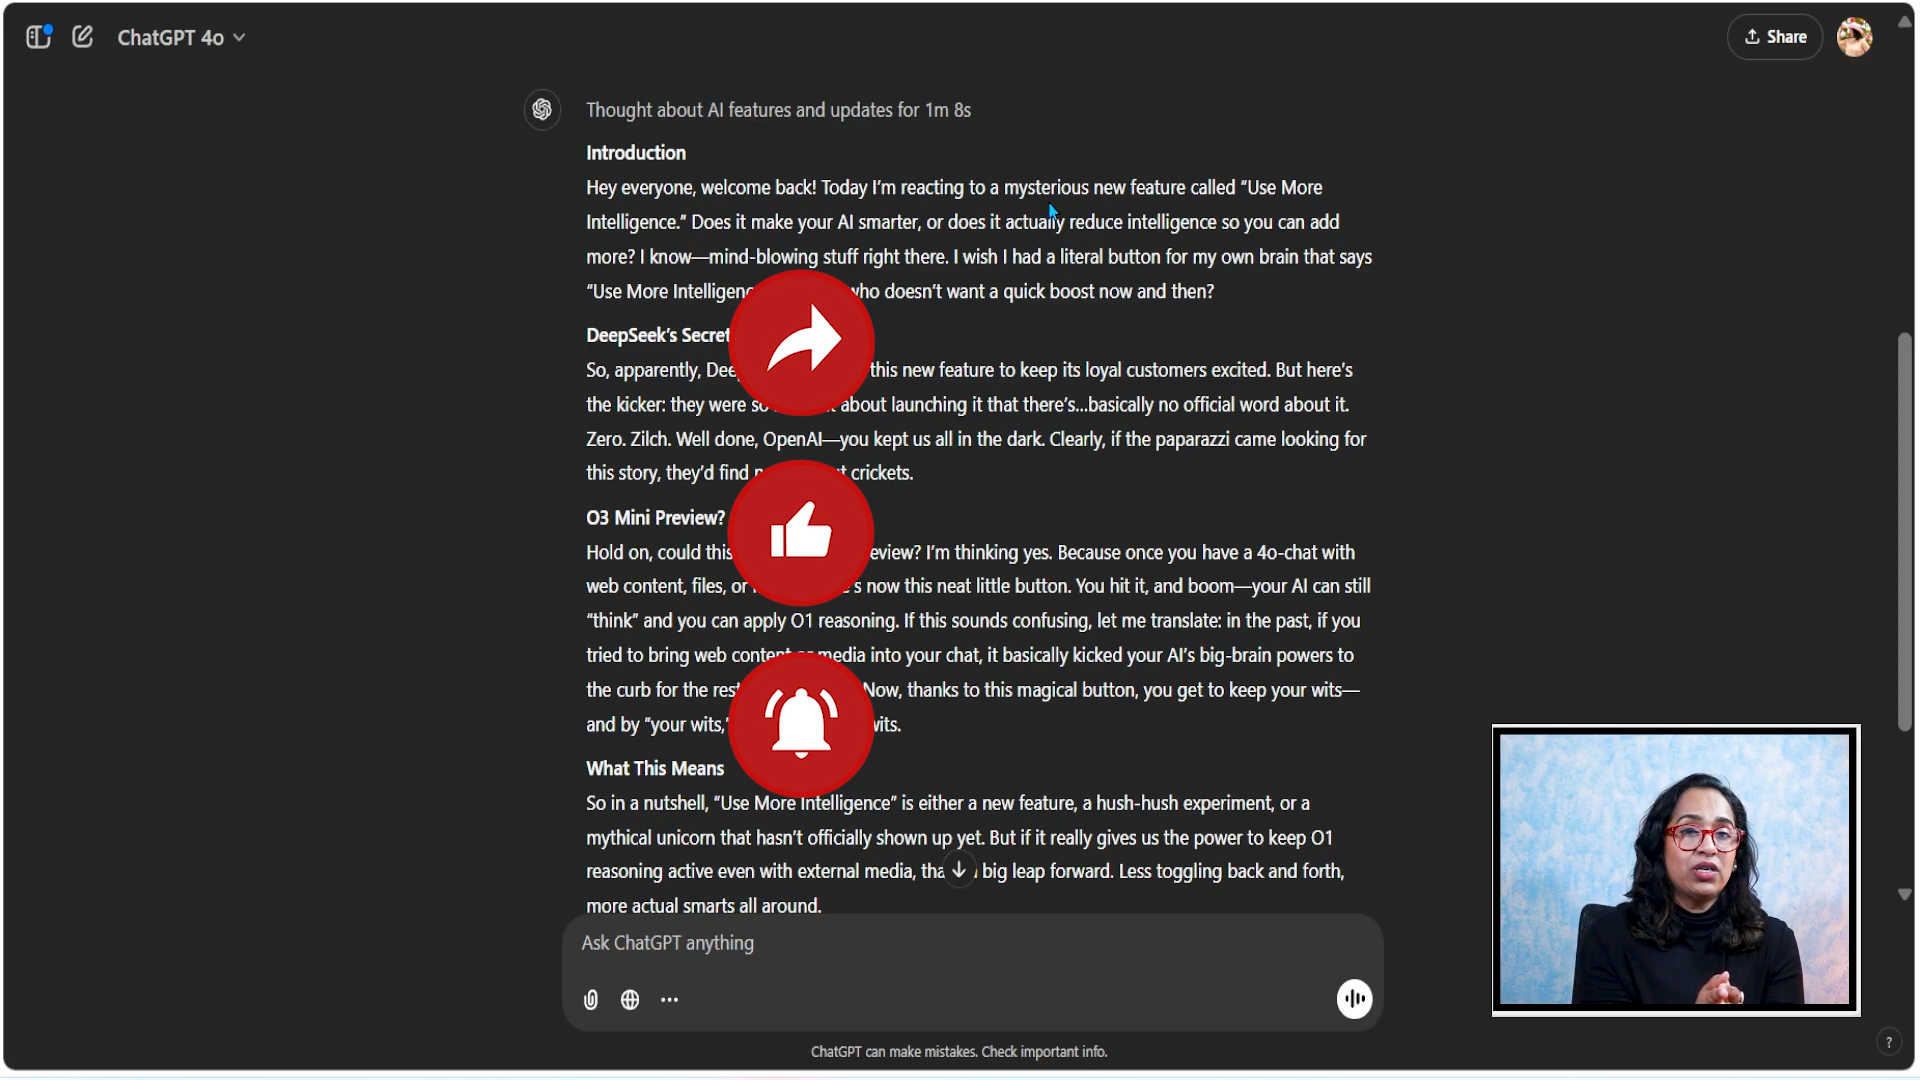 ChatGPT 4o
Share
Thought about AI features and updates for 1m 8s
Introduction
Hey everyone, welcome back! Today I'm reacting to a mysterious new feature called "Use More
Intelligence." Does it make your AI smarter, or does it actually reduce intelligence so you can add
more? I know—mind-blowing stuff right there. I wish I had a literal button for my own brain that says
"Use More who doesn't want a quick boost now and then?
DeepSeek's Secret
So, apparently, this new feature to keep its loyal customers excited. But here's
the kicker: they were about launching it that there's...basically no official word about it.
Zero. Zilch. Well done, OpenAI—you kept us all in the dark. Clearly, if the paparazzi came looking for
this story, they'd find crickets.
O3 Mini Preview?
Hold on, could this I'm thinking yes. Because once you have a 4o-chat with
web content, files, or now this neat little button. You hit it, and boom—your AI can still
"think" and you can apply O1 reasoning. If this sounds confusing, let me translate: in the past, if you
tried to bring web content or media into your chat, it basically kicked your AI's big-brain powers to
the curb for the Now, thanks to this magical button, you get to keep your wits—
and by "your wits," wits.
What This Means
So in a nutshell, "Use More Intelligence" is either a new feature, a hush-hush experiment, or a
mythical unicorn that hasn't officially shown up yet. But if it really gives us the power to keep O1
reasoning active even with external media, big leap forward. Less toggling back and forth,
more actual smarts all around.
Ask ChatGPT anything
ChatGPT can make mistakes. Check important info.
?